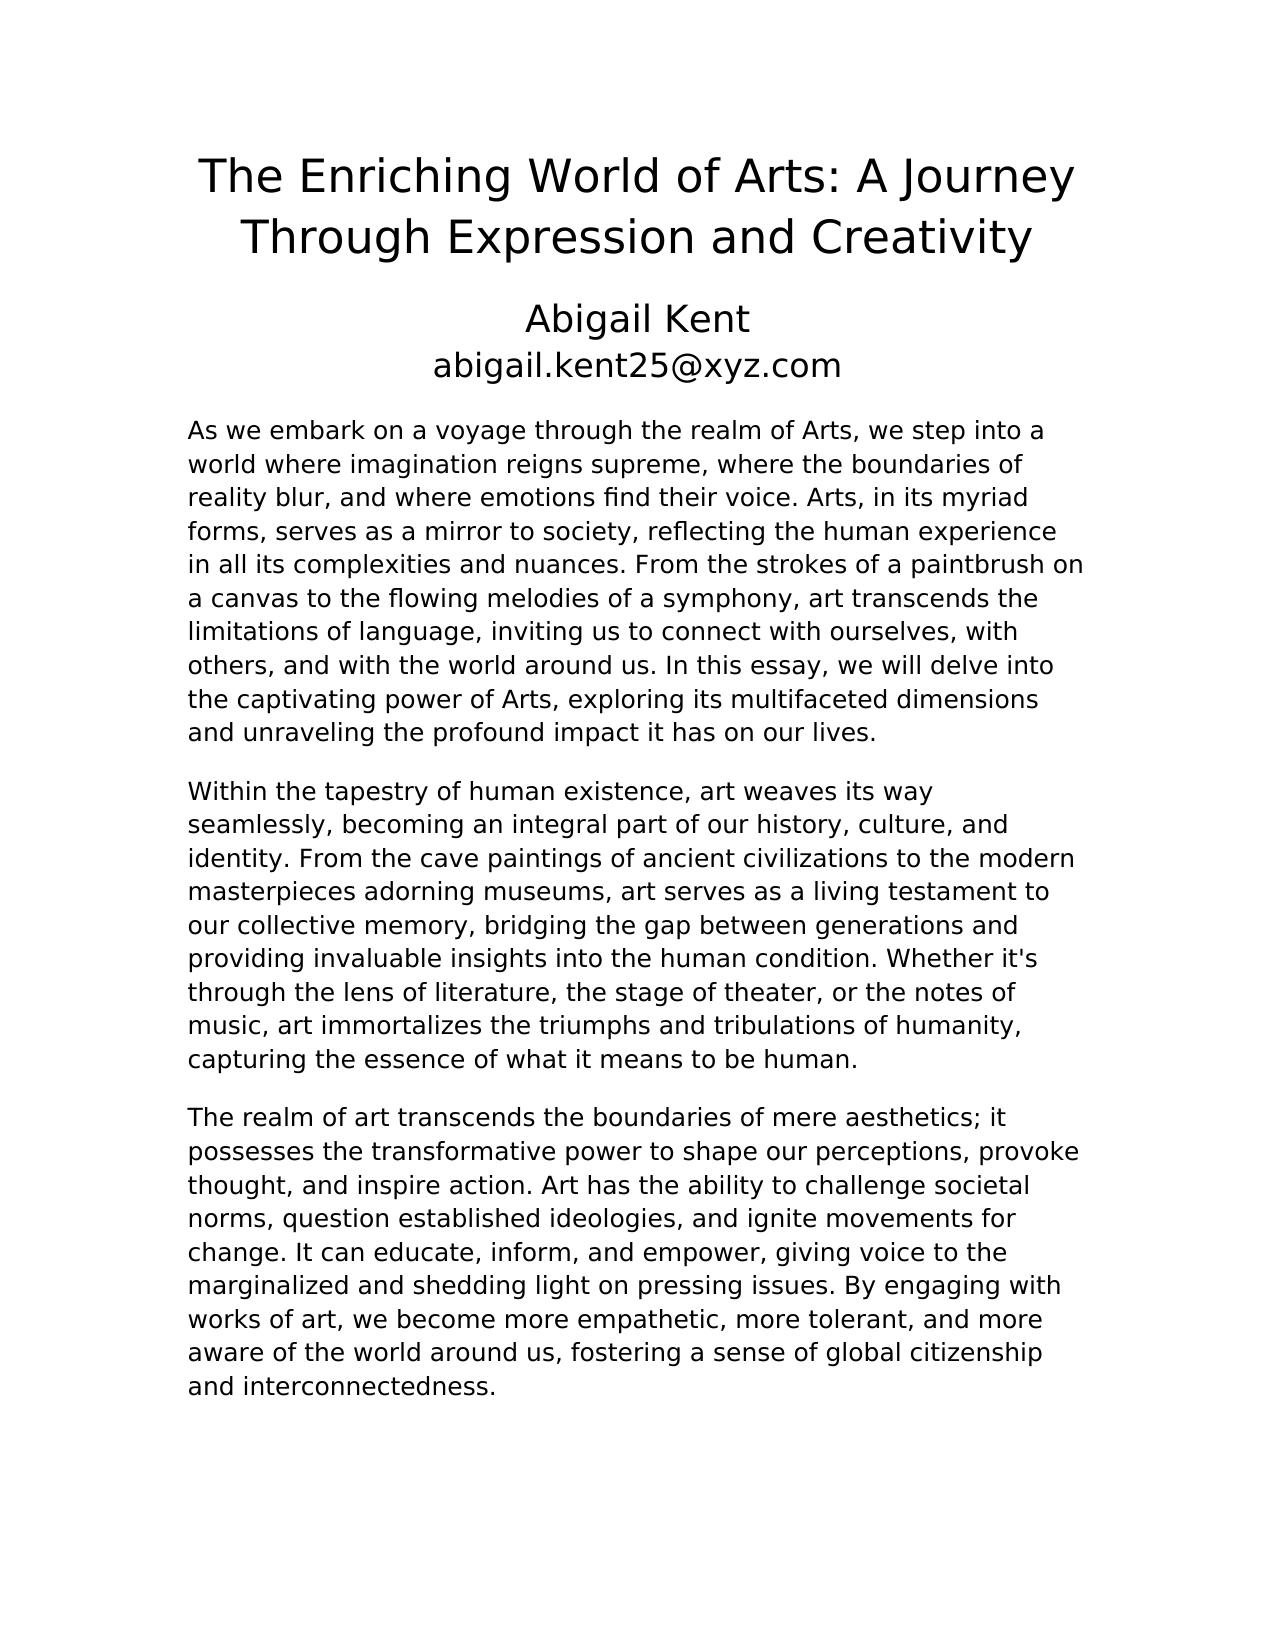 The Enriching World of Arts: A Journey
Through Expression and Creativity
Abigail Kent
abigail.kent25@xyz.com
As we embark on a voyage through the realm of Arts, we step into a
world where imagination reigns supreme, where the boundaries of
reality blur, and where emotions find their voice. Arts, in its myriad
forms, serves as a mirror to society, reflecting the human experience
in all its complexities and nuances. From the strokes of a paintbrush on
a canvas to the flowing melodies of a symphony, art transcends the
limitations of language, inviting us to connect with ourselves, with
others, and with the world around us. In this essay, we will delve into
the captivating power of Arts, exploring its multifaceted dimensions
and unraveling the profound impact it has on our lives.
Within the tapestry of human existence, art weaves its way
seamlessly, becoming an integral part of our history, culture, and
identity. From the cave paintings of ancient civilizations to the modern
masterpieces adorning museums, art serves as a living testament to
our collective memory, bridging the gap between generations and
providing invaluable insights into the human condition. Whether it's
through the lens of literature, the stage of theater, or the notes of
music, art immortalizes the triumphs and tribulations of humanity,
capturing the essence of what it means to be human.
The realm of art transcends the boundaries of mere aesthetics; it
possesses the transformative power to shape our perceptions, provoke
thought, and inspire action. Art has the ability to challenge societal
norms, question established ideologies, and ignite movements for
change. It can educate, inform, and empower, giving voice to the
marginalized and shedding light on pressing issues. By engaging with
works of art, we become more empathetic, more tolerant, and more
aware of the world around us, fostering a sense of global citizenship
and interconnectedness.